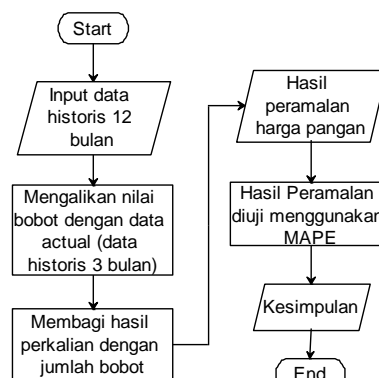 Start
Input data
historis 12
bulan
Mengalikan nilai
bobot dengan data
actual (data
historis 3 bulan)
Membagi hasil
perkalian dengan
jumlah bobot
Hasil
peramalan
harga pangan
Hasil Peramalan
diuji menggunakan
MAPE
Kesimpulan
End